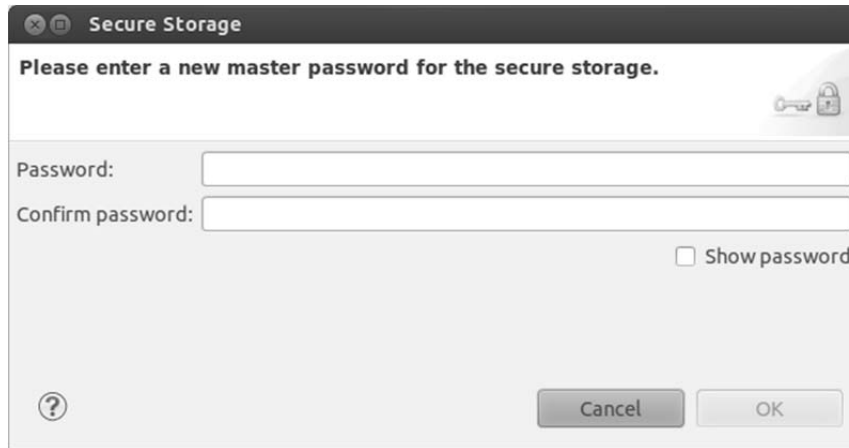 Secure Storage
Please enter a new master password for the secure storage.
Password:
Confirm password:
Show password
?
Cancel
OK